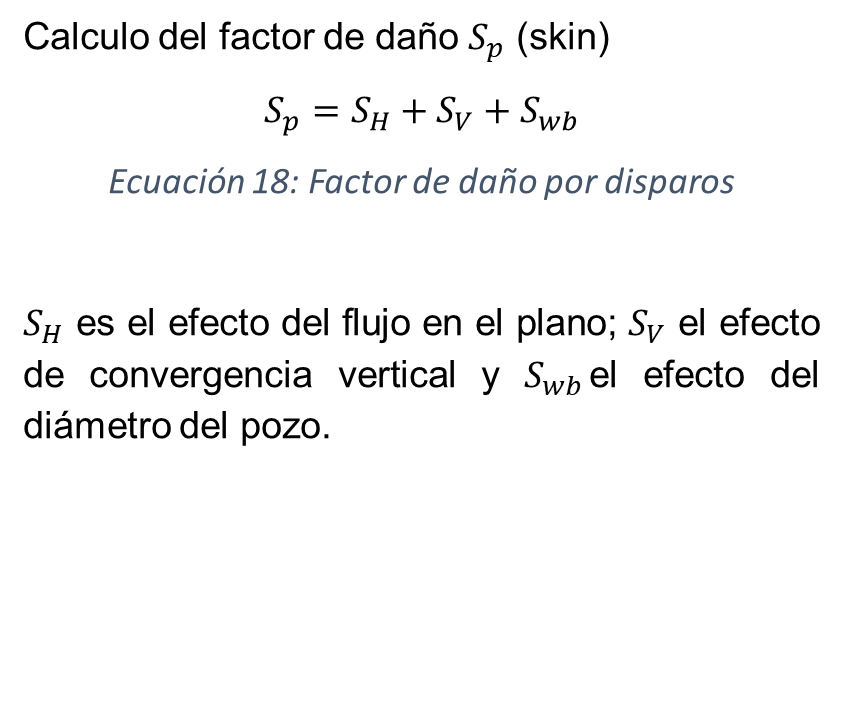 Calculo del factor de daño S_p (skin)
S_p = S_H + S_V + S_wb
Ecuación 18: Factor de daño por disparos
S_H es el efecto del flujo en el plano; S_V el efecto
de convergencia vertical y S_wb el efecto del
diámetro del pozo.